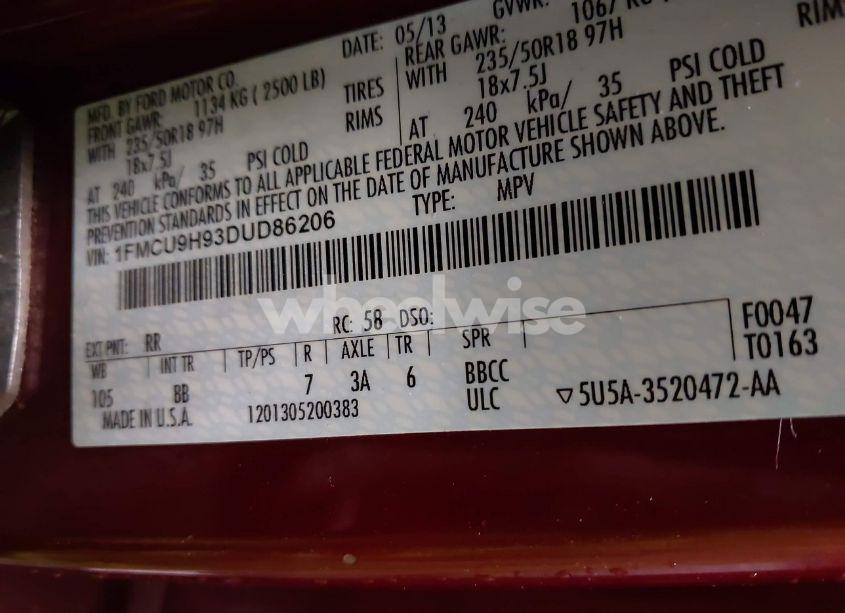 MFD. BY FORD MOTOR CO.
DATE: 05/13
GVWR:
FRONT GAWR: 1134 KG ( 2500 LB)
REAR GAWR: 1067 KG
WITH 235/50R18 97H TIRES
WITH 235/50R18 97H
18x7.5J RIMS
18x7.5J RIMS
AT 240 kPa/ 35 PSI COLD
AT 240 kPa/ 35 PSI COLD
THIS VEHICLE CONFORMS TO ALL APPLICABLE FEDERAL MOTOR VEHICLE SAFETY AND THEFT
PREVENTION STANDARDS IN EFFECT ON THE DATE OF MANUFACTURE SHOWN ABOVE.
VIN: 1FMCU9H93DUD86206
TYPE: MPV
wheelwise
EXT PNT: RR RC: 58 DSO:
WB INT TR TP/PS R AXLE TR SPR
105 BB 7 3A 6 BBCC
ULC
F0047
T0163
MADE IN U.S.A. 1201305200383
5U5A-3520472-AA